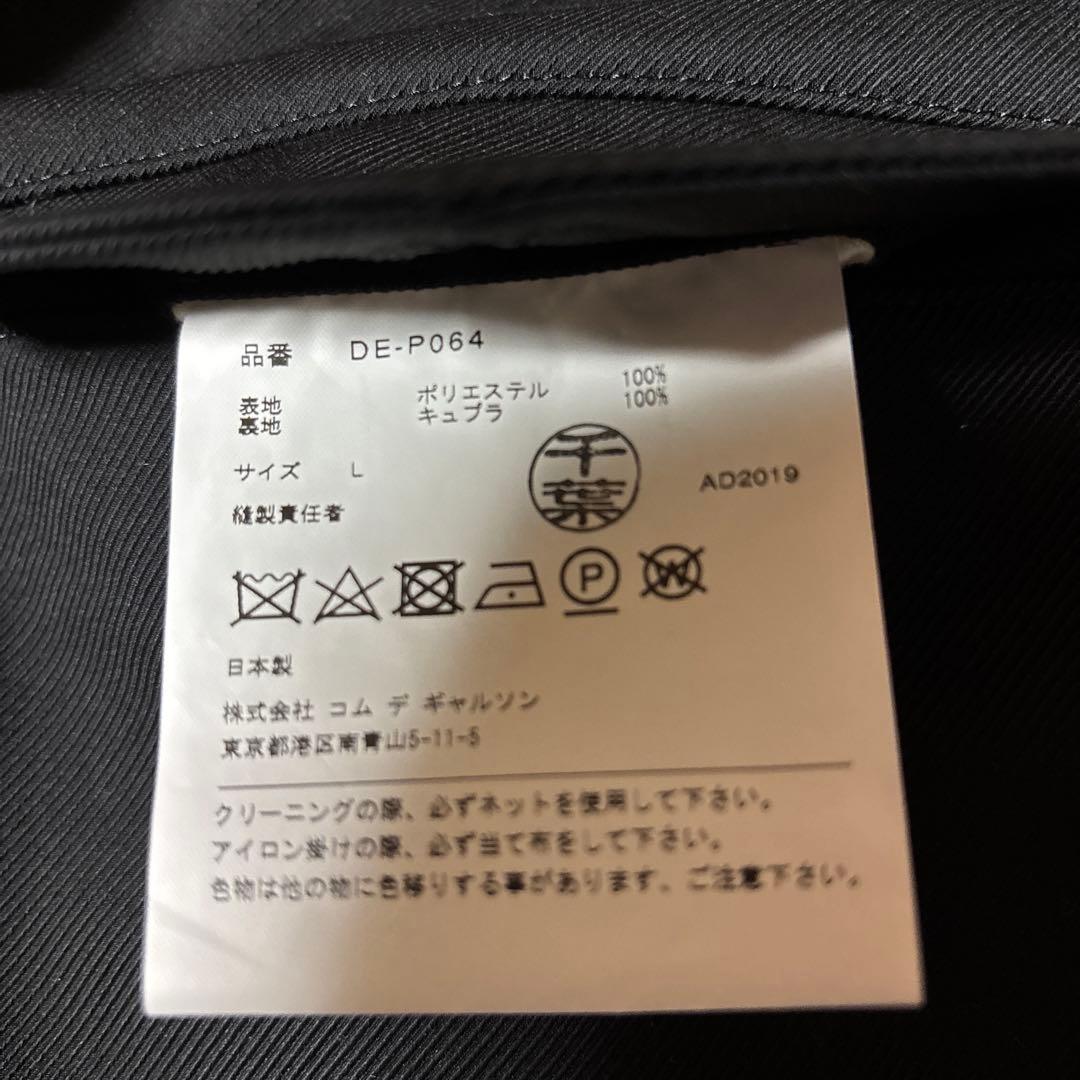 品番 DE-P064
表地 ポリエステル 100%
裏地 キュプラ 100%
サイズ L
千葉
AD2019
縫製責任者
P
W
日本製
株式会社 コム デ ギャルソン
東京都港区南青山5-11-5
クリーニングの際、必ずネットを使用して下さい。
アイロン掛けの際、必ず当て布をして下さい。
色物は他の物に色移りする事があります、ご注意下さい。